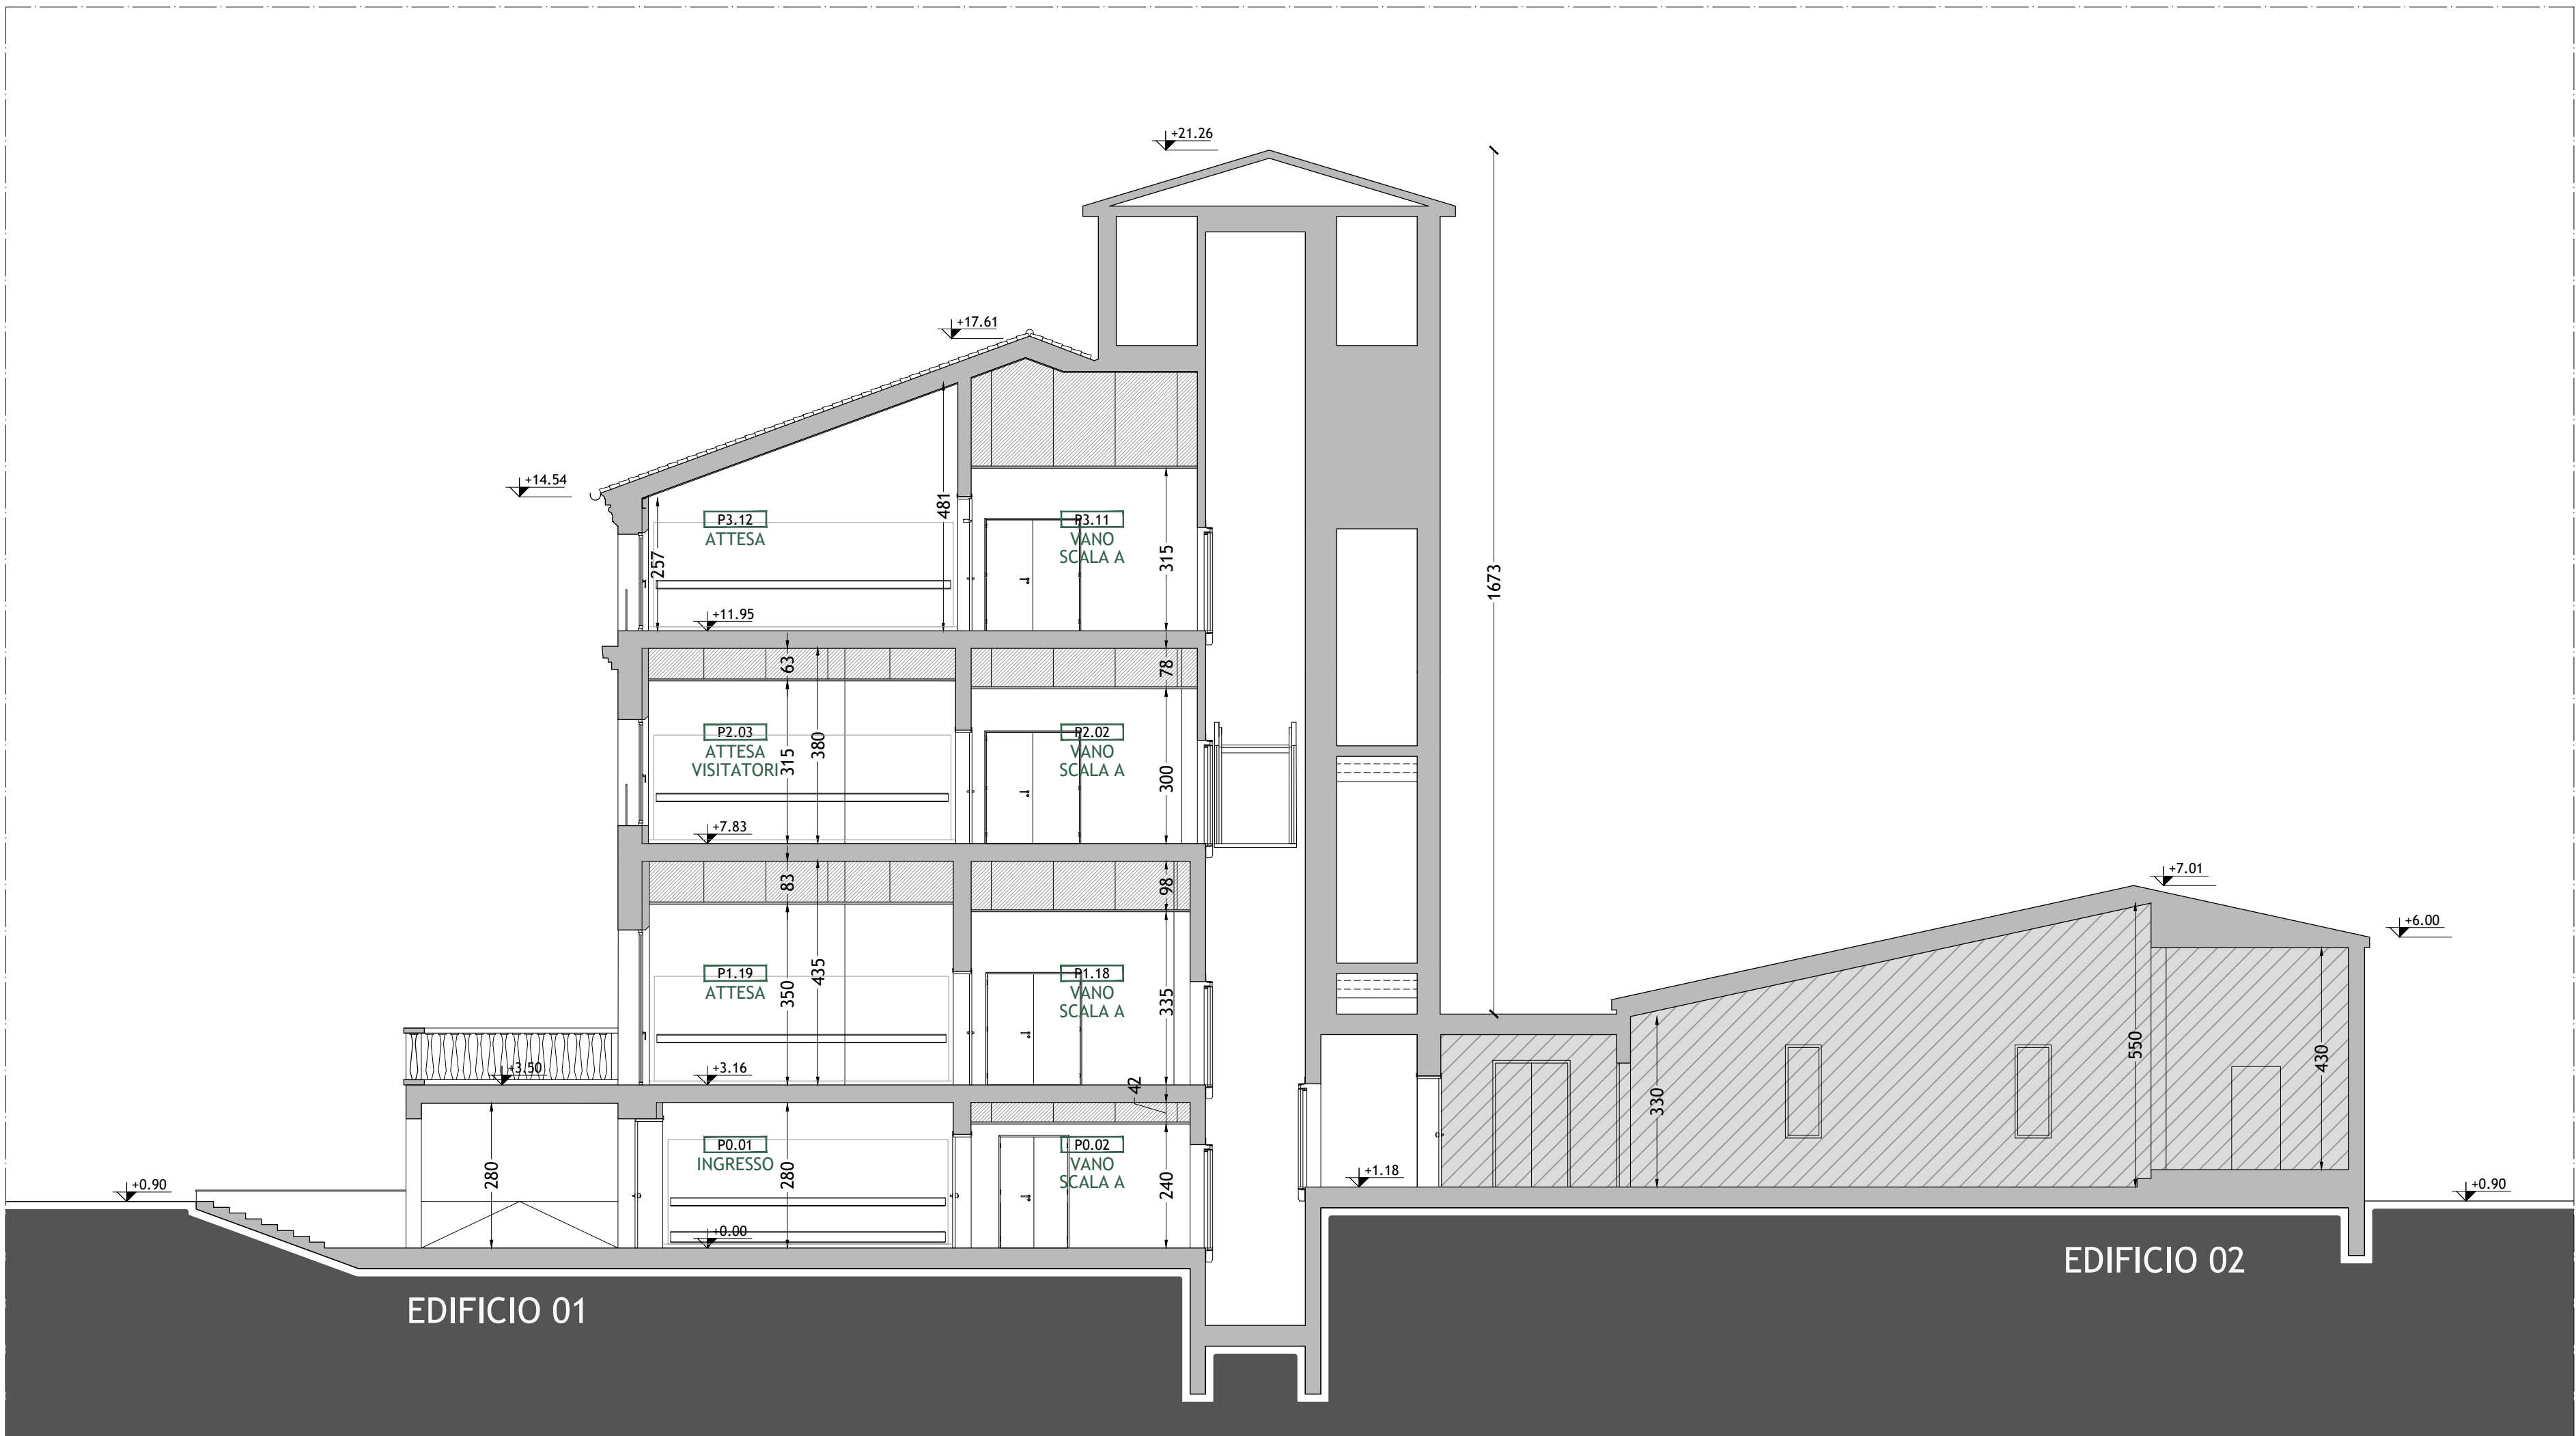 +21.26
+17.61
1673
+14.54
481
P3.12
ATTESA
P3.11
VANO
SCALA A
257
315
+11.95
63
78
P2.03
ATTESA
VISITATORI
315
380
P2.02
VANO
SCALA A
300
+7.83
83
98
+7.01
+6.00
P1.19
ATTESA
350
435
P1.18
VANO
SCALA A
335
550
430
+3.50
+3.16
42
330
P0.01
INGRESSO
P0.02
VANO
SCALA A
280
280
240
+1.18
+0.90
+0.90
+0.00
EDIFICIO 02
EDIFICIO 01